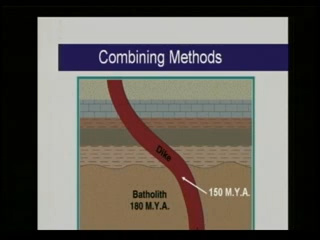 Combining Methods
Dike
150 M.Y.A.
Batholith
180 M.Y.A.